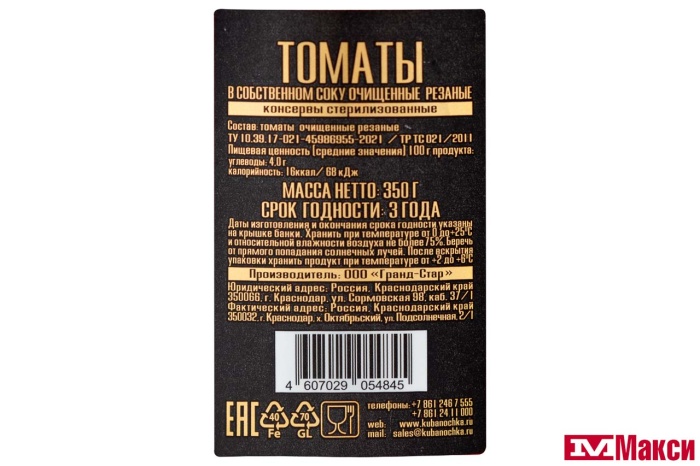 ТОМАТЫ
В СОБСТВЕННОМ СОКУ ОЧИЩЕННЫЕ РЕЗАНЫЕ
КОНСЕРВЫ СТЕРИЛИЗОВАННЫЕ
Состав: томаты очищенные резаные
ТУ 10.39.17-021-45986955-2021 / ТР ТС 021/2011
Пищевая ценность (средние значения) 100 г продукта:
углеводы: 4,0 г
калорийность: 16ккал/ 68 кДж
МАССА НЕТТО: 350 Г
СРОК ГОДНОСТИ: 3 ГОДА
Даты изготовления и окончания срока годности указаны
на крышке банки. Хранить при температуре от 0 до +25°С
и относительной влажности воздуха не более 75%. Беречь
от прямого попадания солнечных лучей. После вскрытия
упаковки хранить продукт при температуре от +2 до +6°С
Производитель: ООО «Гранд-Стар»
Юридический адрес: Россия, Краснодарский край
350066, г. Краснодар, ул. Сормовская 98, каб. 37/1
Фактический адрес: Россия, Краснодарский край
350032, г. Краснодар, х. Октябрьский, ул. Подсолнечная, 2/1
4 607029 054845
EAC 40 Fe 70 GL
телефоны: +7 861 246 7 555
+7 861 24 11 000
web: www.kubanochka.ru
mail: sales@kubanochka.ru
Макси